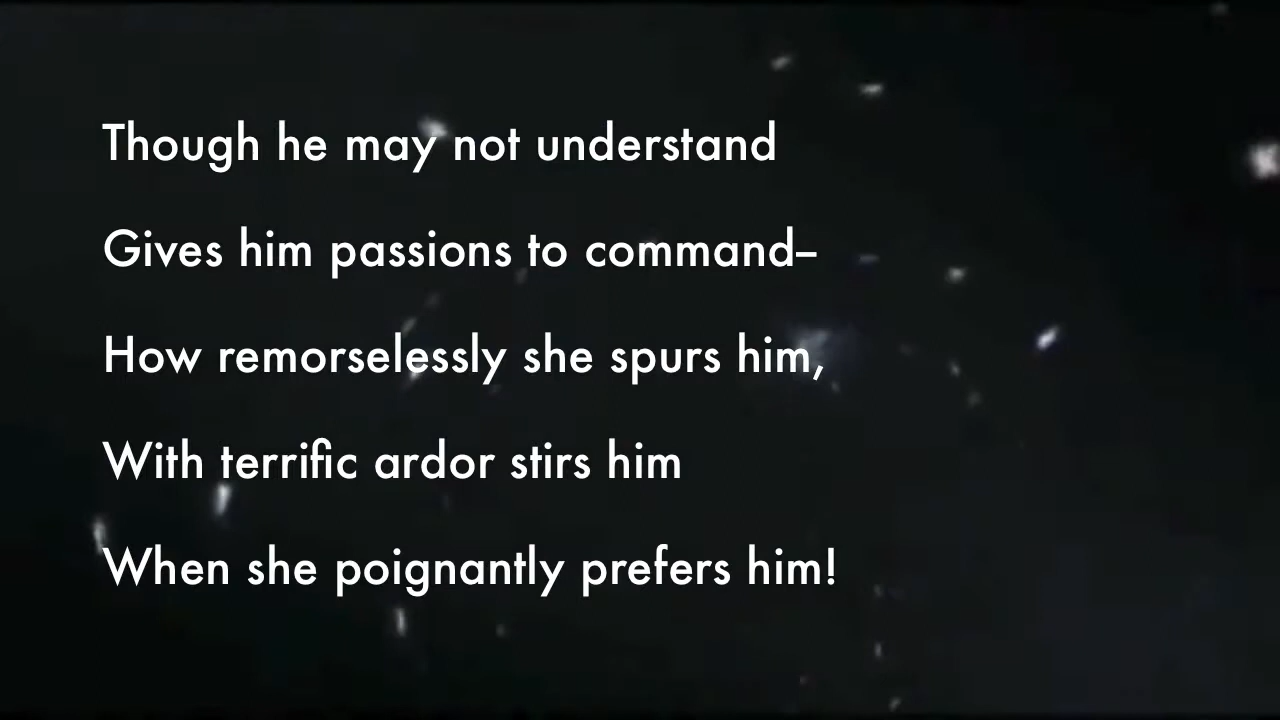 Though he may not understand
Gives him passions to command–
How remorselessly she spurs him,
With terrific ardor stirs him
When she poignantly prefers him!